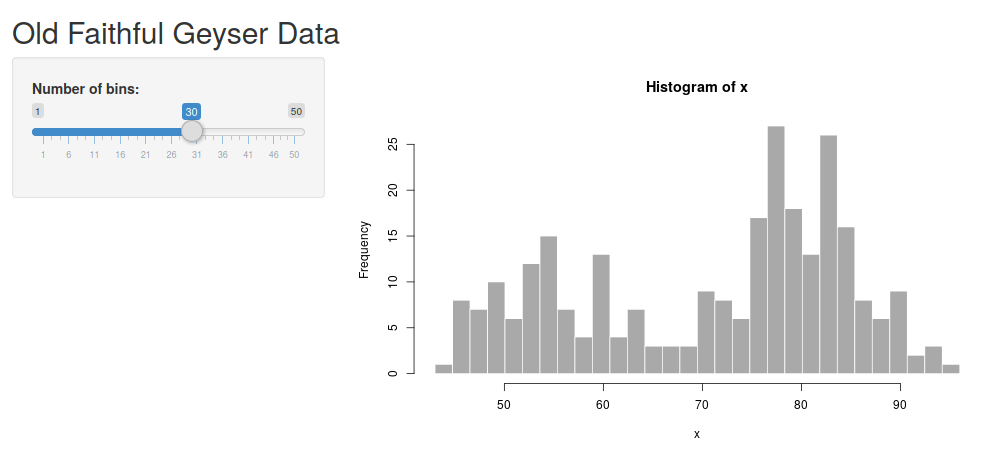 Old Faithful Geyser Data
Number of bins:
1 30 50
1 6 11 16 21 26 31 36 41 46 50
Histogram of x
Frequency
25
20
15
10
5
0
50 60 70 80 90
x